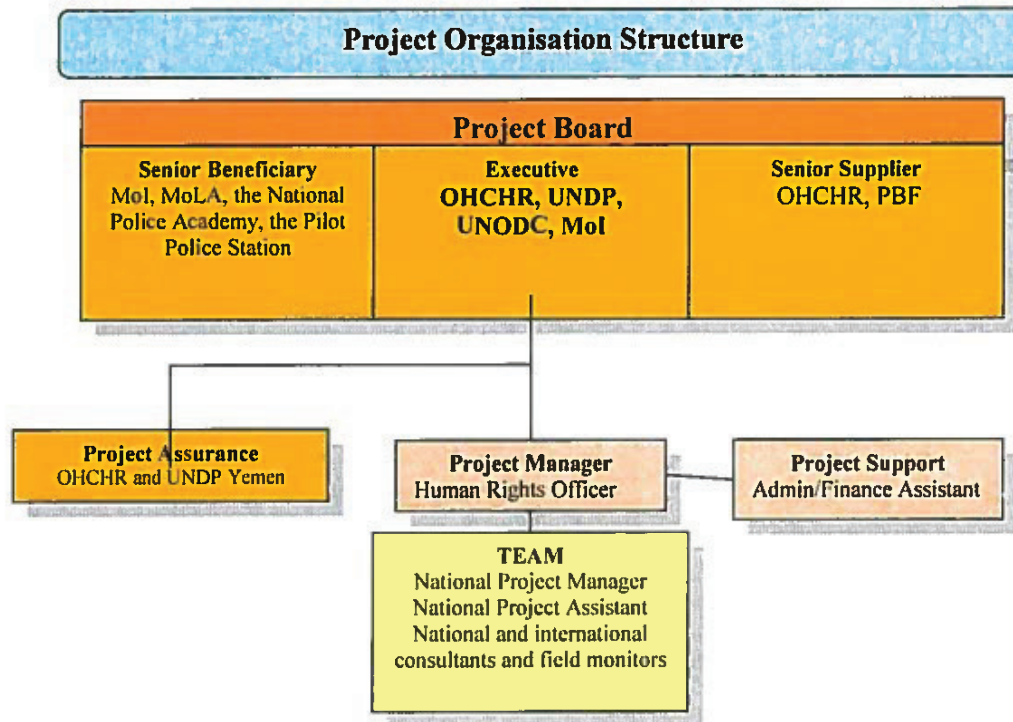 Project Organisation Structure
Project Board
Senior Beneficiary
MoI, MoLA, the National
Police Academy, the Pilot
Police Station
Executive
OHCHR, UNDP,
UNODC, MoI
Senior Supplier
OHCHR, PBF
Project Assurance
OHCHR and UNDP Yemen
Project Manager
Human Rights Officer
Project Support
Admin/Finance Assistant
TEAM
National Project Manager
National Project Assistant
National and international
consultants and field monitors